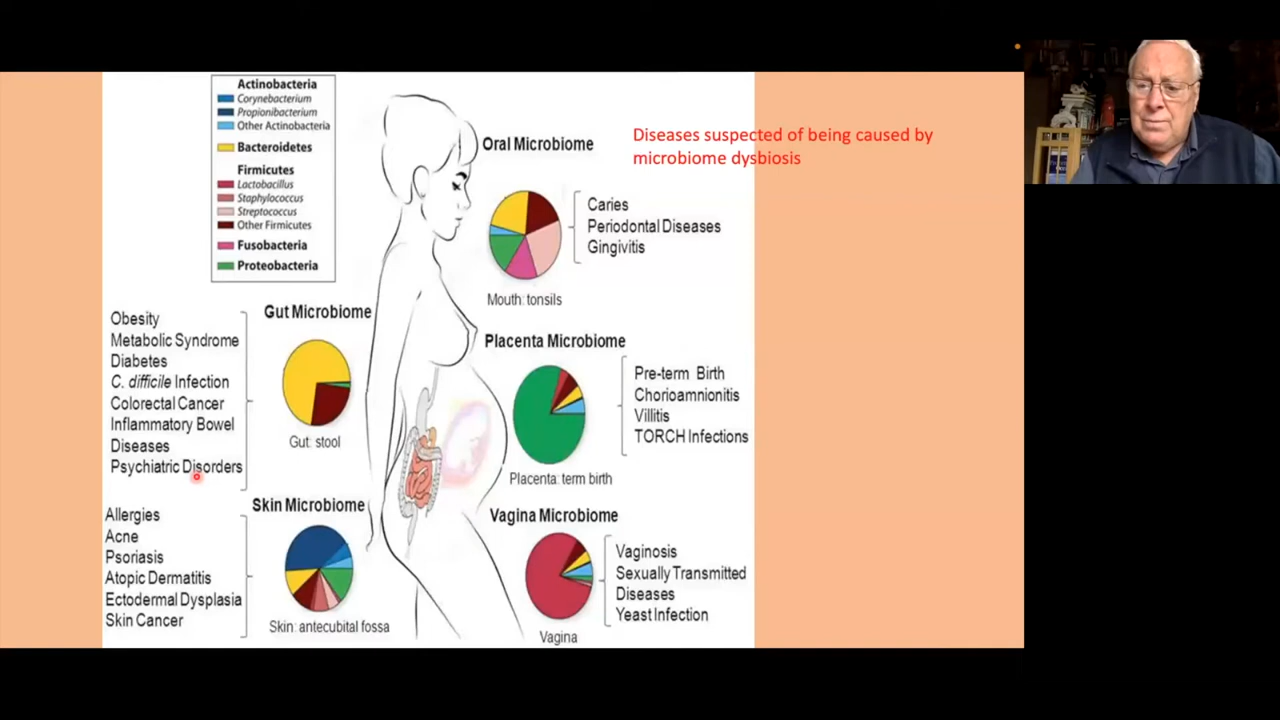 Actinobacteria
Corynebacterium
Propionibacterium
Other Actinobacteria
Bacteroidetes
Firmicutes
Lactobacillus
Staphylococcus
Streptococcus
Other Firmicutes
Fusobacteria
Proteobacteria
Diseases suspected of being caused by
microbiome dysbiosis
Oral Microbiome
Caries
Periodontal Diseases
Gingivitis
Mouth: tonsils
Gut Microbiome
Obesity
Metabolic Syndrome
Diabetes
C. difficile Infection
Colorectal Cancer
Inflammatory Bowel
Diseases
Psychiatric Disorders
Gut: stool
Placenta Microbiome
Pre-term Birth
Chorioamnionitis
Villitis
TORCH Infections
Placenta: term birth
Skin Microbiome
Allergies
Acne
Psoriasis
Atopic Dermatitis
Ectodermal Dysplasia
Skin Cancer
Skin: antecubital fossa
Vagina Microbiome
Vaginosis
Sexually Transmitted
Diseases
Yeast Infection
Vagina